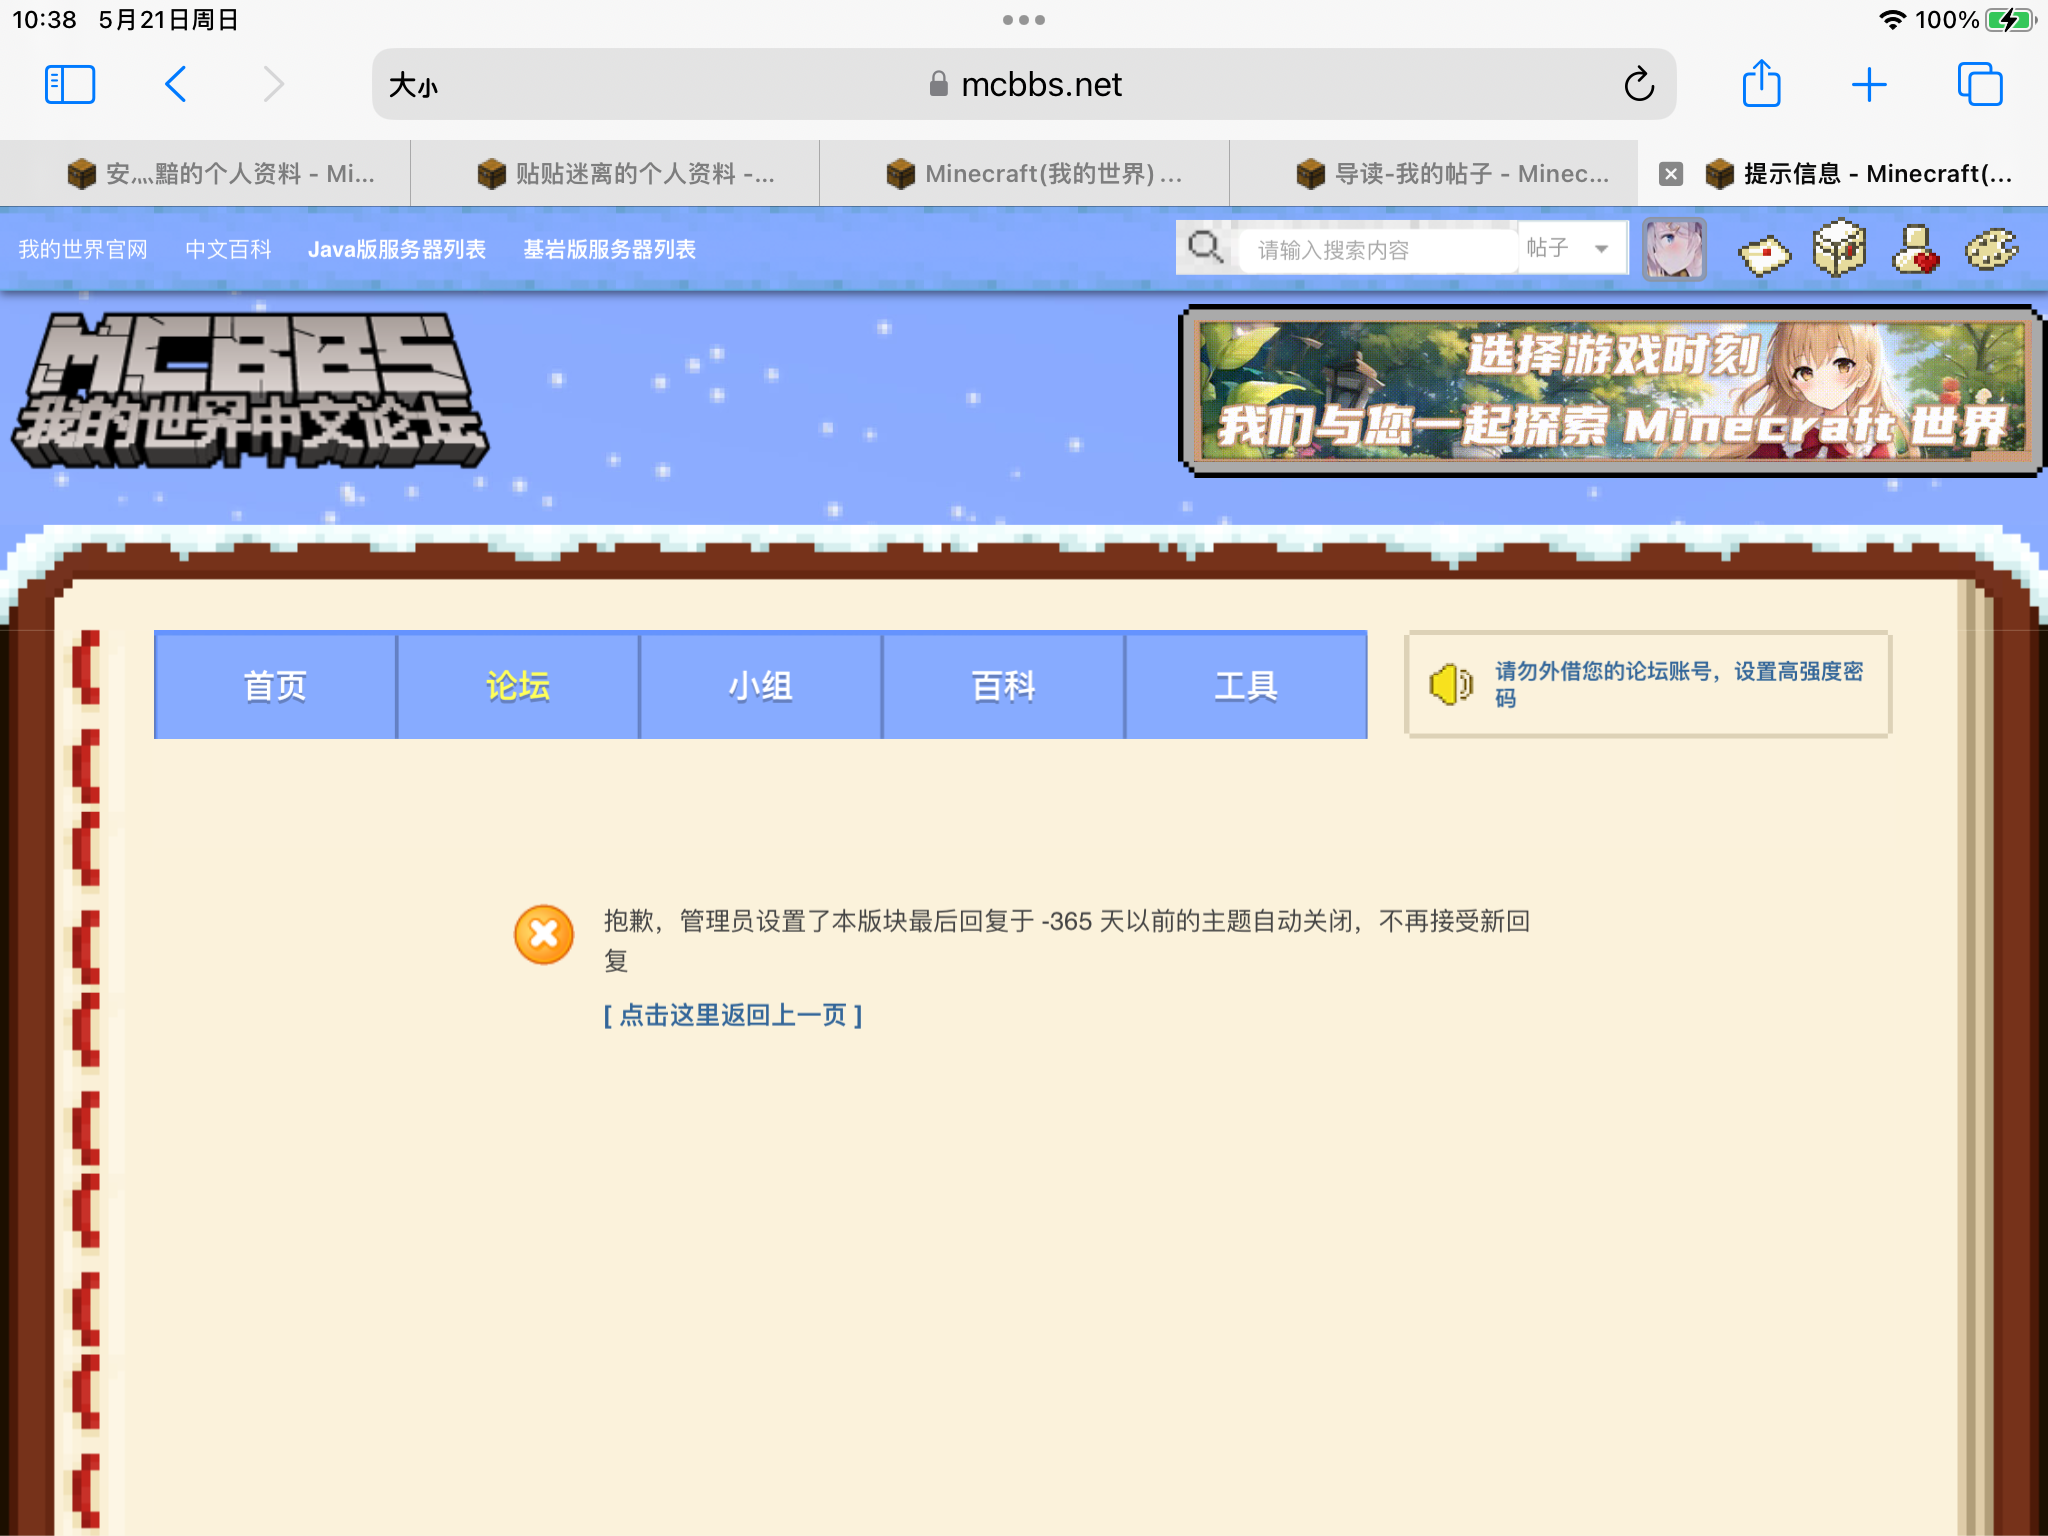 10:38 5月21日周日
100%
大小
mcbbs.net
安灬黯的个人资料 - Mi...
贴贴迷离的个人资料 -...
Minecraft(我的世界)...
导读-我的帖子 - Minec...
提示信息 - Minecraft(...
我的世界官网 中文百科 Java版服务器列表 基岩版服务器列表
请输入搜索内容 帖子
MCBBS
我的世界中文论坛
选择游戏时刻
我们与您一起探索 Minecraft 世界
首页 论坛 小组 百科 工具
请勿外借您的论坛账号，设置高强度密
码
抱歉，管理员设置了本版块最后回复于 -365 天以前的主题自动关闭，不再接受新回
复
[ 点击这里返回上一页 ]